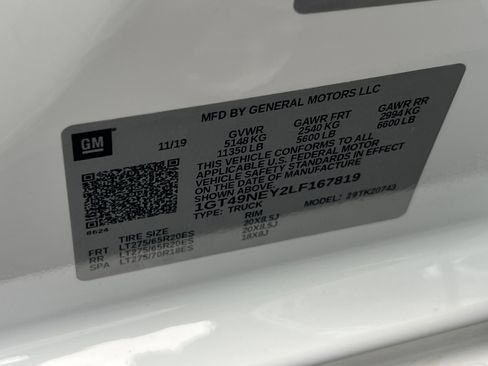 MFD BY GENERAL MOTORS LLC
GM
11/19
GVWR GAWR FRT GAWR RR
5148 KG 2540 KG 2994 KG
11350 LB 5600 LB 6600 LB
THIS VEHICLE CONFORMS TO ALL
APPLICABLE U.S. FEDERAL MOTOR
VEHICLE SAFETY STANDARDS IN EFFECT
ON THE DATE OF MANUFACTURE
SHOWN ABOVE.
1GT49NEY2LF167819
TYPE: TRUCK MODEL: 29TK20743
6624
TIRE SIZE RIM
FRT LT275/65R20ES 20X8.5J
RR LT275/65R20ES 20X8.5J
SPA LT275/70R18ES 18X8J